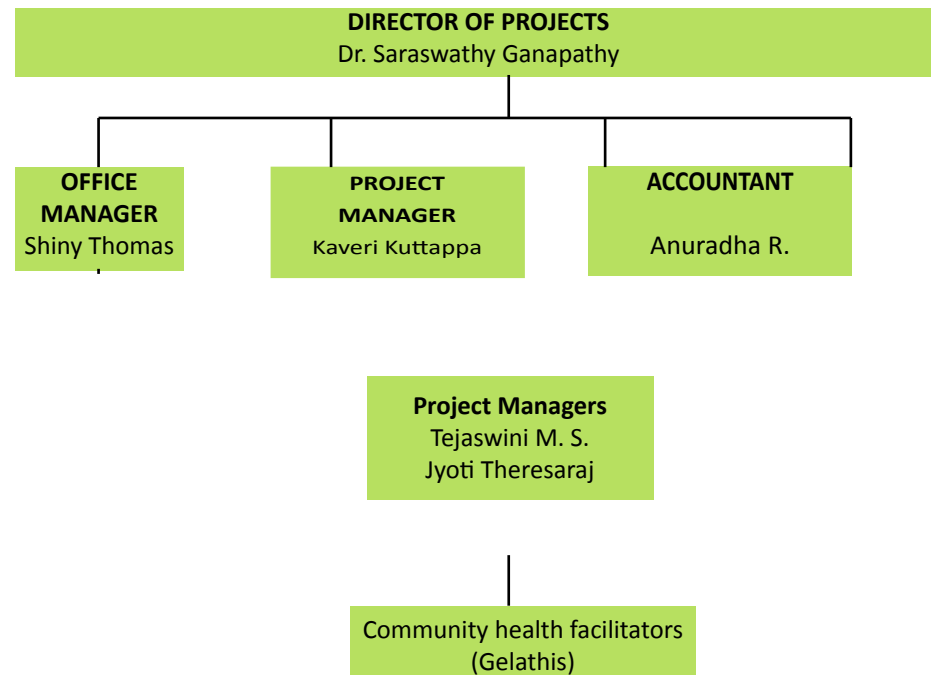 DIRECTOR OF PROJECTS
Dr. Saraswathy Ganapathy
OFFICE
MANAGER
Shiny Thomas
PROJECT
MANAGER
Kaveri Kuttappa
ACCOUNTANT
Anuradha R.
Project Managers
Tejaswini M. S.
Jyoti Theresaraj
Community health facilitators
(Gelathis)